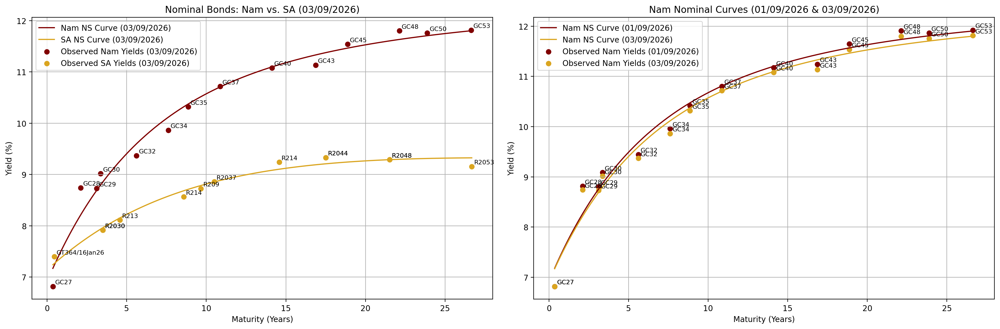 Nominal Bonds: Nam vs. SA (03/09/2026)
Nam NS Curve (03/09/2026)
SA NS Curve (03/09/2026)
Observed Nam Yields (03/09/2026)
Observed SA Yields (03/09/2026)
12
11
10
9
8
7
Yield (%)
GC48
GC50
GC53
GC45
GC40
GC43
GC37
GC35
GC34
GC32
GC30
GC28
GC29
GC27
R214
R2044
R2048
R2053
R2037
R209
R214
R213
R2030
GT364/16Jan26
0
5
10
15
20
25
Maturity (Years)
Nam Nominal Curves (01/09/2026 & 03/09/2026)
Nam NS Curve (01/09/2026)
Nam NS Curve (03/09/2026)
Observed Nam Yields (01/09/2026)
Observed Nam Yields (03/09/2026)
12
11
10
9
8
7
Yield (%)
GC48
GC48
GC50
GC50
GC53
GC53
GC45
GC45
GC43
GC43
GC40
GC40
GC37
GC37
GC35
GC35
GC34
GC34
GC32
GC32
GC30
GC30
GC28
GC28
GC29
GC29
GC27
0
5
10
15
20
25
Maturity (Years)